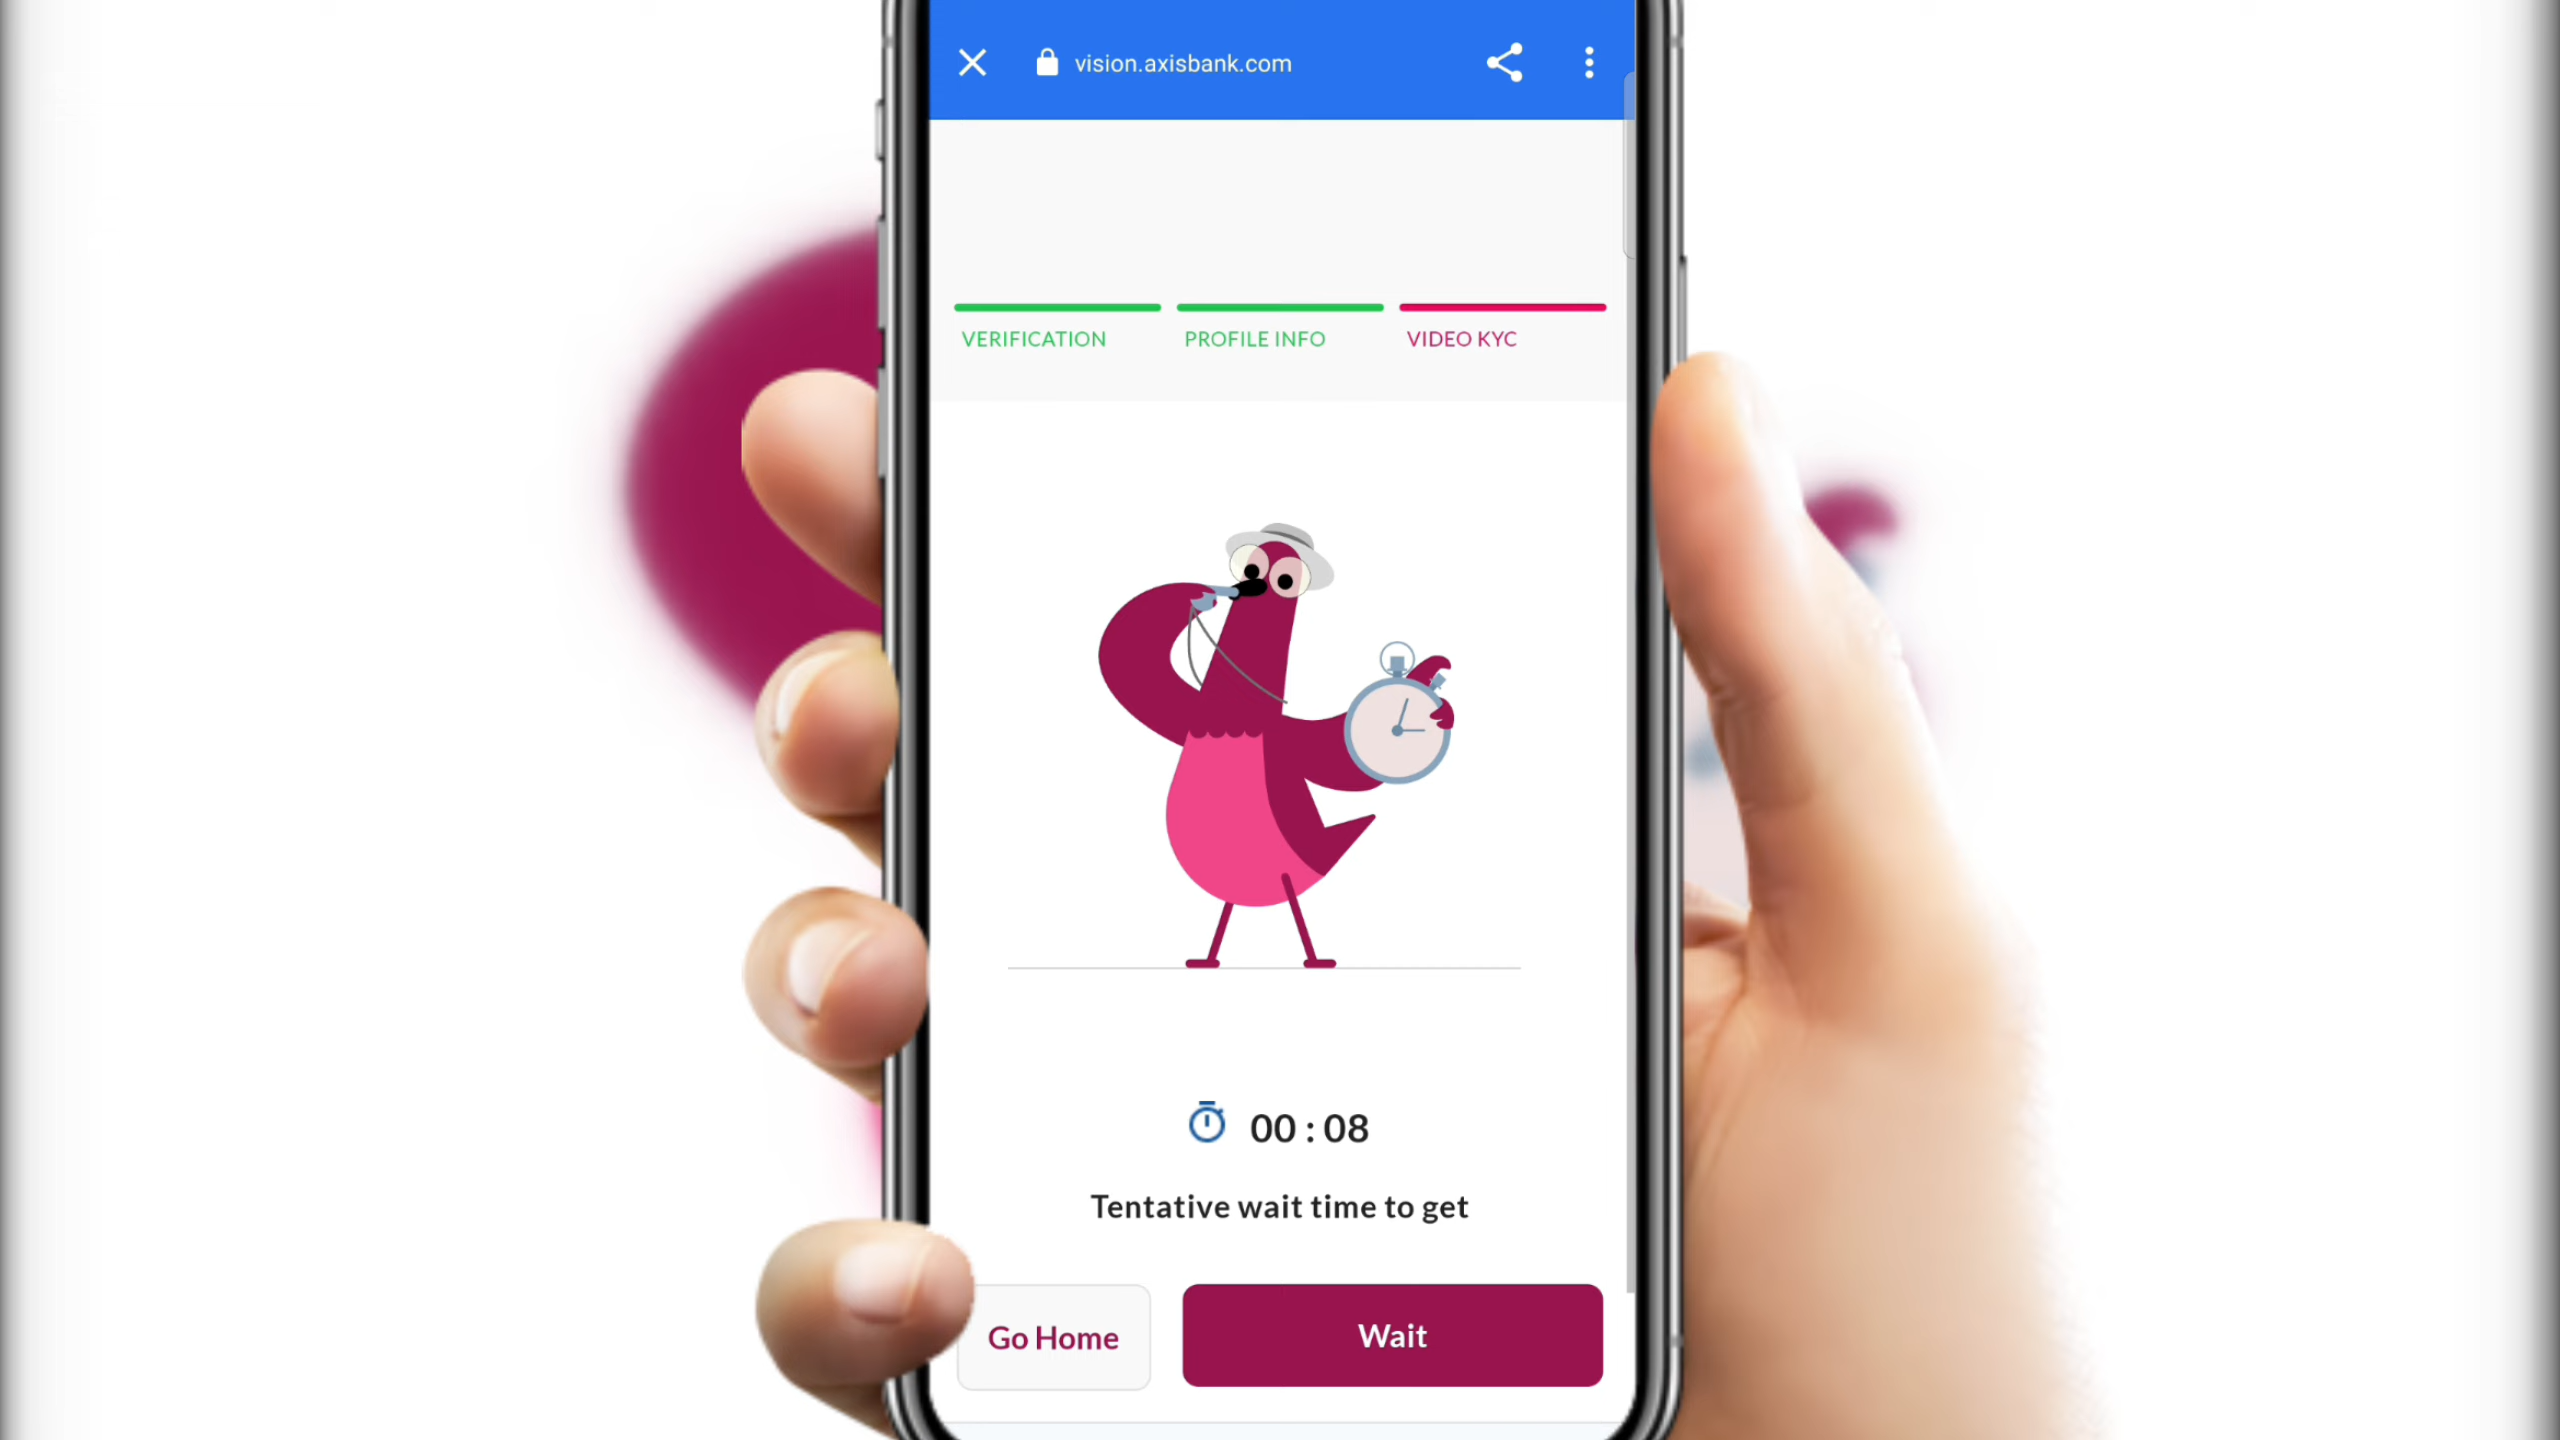 vision.axisbank.com
VERIFICATION
PROFILE INFO
VIDEO KYC
00 : 08
Tentative wait time to get
Go Home
Wait